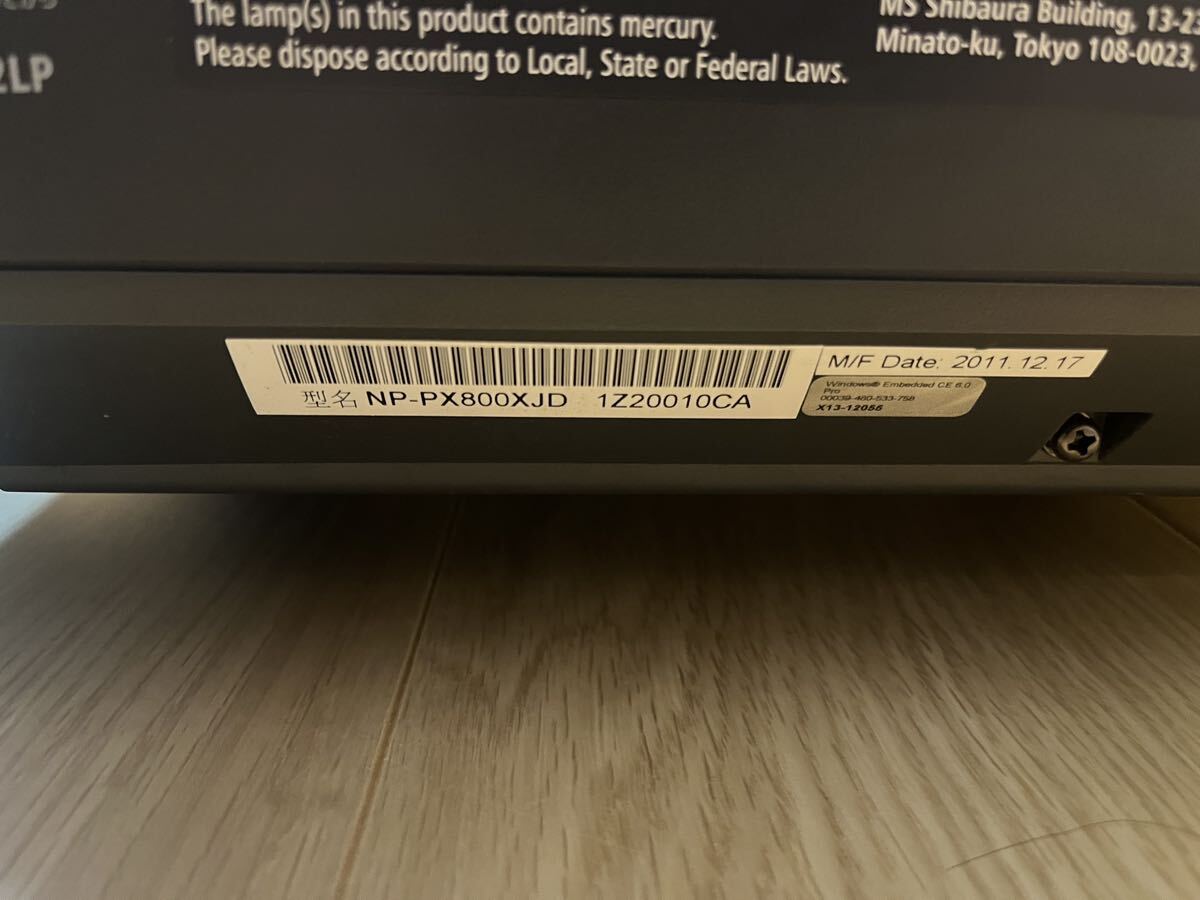 2LP
The lamp(s) in this product contains mercury.
Please dispose according to Local, State or Federal Laws.
MS Shibaura Building, 13-23
Minato-ku, Tokyo 108-0023,
型名 NP-PX800XJD 1Z20010CA
M/F Date: 2011.12.17
Windows® Embedded CE 6.0
Pro
00039-480-533-758
X13-12056